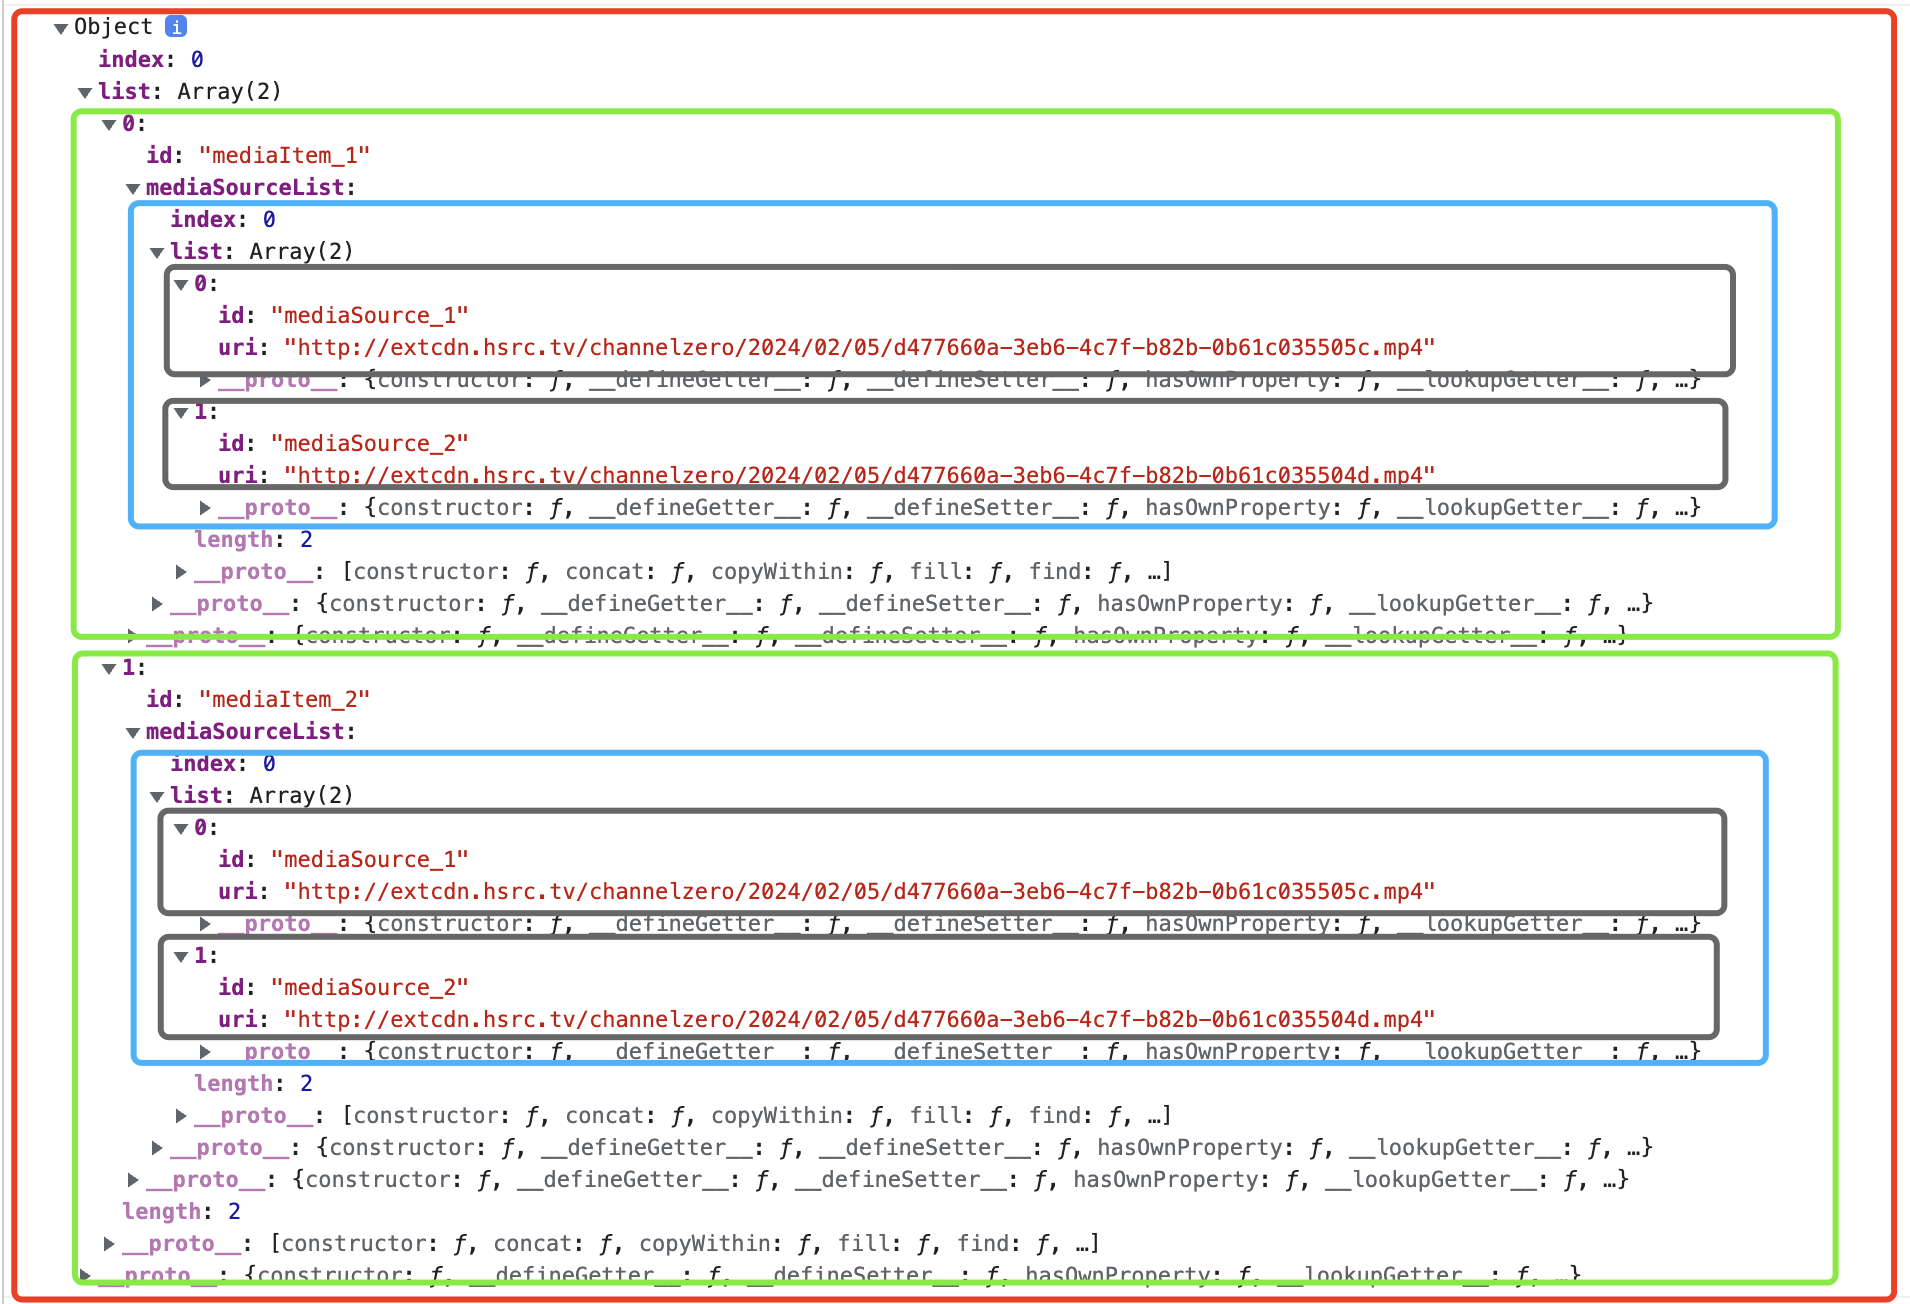 Object i
index: 0
list: Array(2)
0:
id: "mediaItem_1"
mediaSourceList:
index: 0
list: Array(2)
0:
id: "mediaSource_1"
uri: "http://extcdn.hsrc.tv/channelzero/2024/02/05/d477660a-3eb6-4c7f-b82b-0b61c035505c.mp4"
__proto__: {constructor: ƒ, __defineGetter__: ƒ, __defineSetter__: ƒ, hasOwnProperty: ƒ, __lookupGetter__: ƒ, …}
1:
id: "mediaSource_2"
uri: "http://extcdn.hsrc.tv/channelzero/2024/02/05/d477660a-3eb6-4c7f-b82b-0b61c035504d.mp4"
__proto__: {constructor: ƒ, __defineGetter__: ƒ, __defineSetter__: ƒ, hasOwnProperty: ƒ, __lookupGetter__: ƒ, …}
length: 2
__proto__: [constructor: ƒ, concat: ƒ, copyWithin: ƒ, fill: ƒ, find: ƒ, …]
__proto__: {constructor: ƒ, __defineGetter__: ƒ, __defineSetter__: ƒ, hasOwnProperty: ƒ, __lookupGetter__: ƒ, …}
__proto__: {constructor: ƒ, __defineGetter__: ƒ, __defineSetter__: ƒ, hasOwnProperty: ƒ, __lookupGetter__: ƒ, …}
1:
id: "mediaItem_2"
mediaSourceList:
index: 0
list: Array(2)
0:
id: "mediaSource_1"
uri: "http://extcdn.hsrc.tv/channelzero/2024/02/05/d477660a-3eb6-4c7f-b82b-0b61c035505c.mp4"
__proto__: {constructor: ƒ, __defineGetter__: ƒ, __defineSetter__: ƒ, hasOwnProperty: ƒ, __lookupGetter__: ƒ, …}
1:
id: "mediaSource_2"
uri: "http://extcdn.hsrc.tv/channelzero/2024/02/05/d477660a-3eb6-4c7f-b82b-0b61c035504d.mp4"
__proto__: {constructor: ƒ, __defineGetter__: ƒ, __defineSetter__: ƒ, hasOwnProperty: ƒ, __lookupGetter__: ƒ, …}
length: 2
__proto__: [constructor: ƒ, concat: ƒ, copyWithin: ƒ, fill: ƒ, find: ƒ, …]
__proto__: {constructor: ƒ, __defineGetter__: ƒ, __defineSetter__: ƒ, hasOwnProperty: ƒ, __lookupGetter__: ƒ, …}
__proto__: {constructor: ƒ, __defineGetter__: ƒ, __defineSetter__: ƒ, hasOwnProperty: ƒ, __lookupGetter__: ƒ, …}
length: 2
__proto__: [constructor: ƒ, concat: ƒ, copyWithin: ƒ, fill: ƒ, find: ƒ, …]
__proto__: {constructor: ƒ, __defineGetter__: ƒ, __defineSetter__: ƒ, hasOwnProperty: ƒ, __lookupGetter__: ƒ, …}